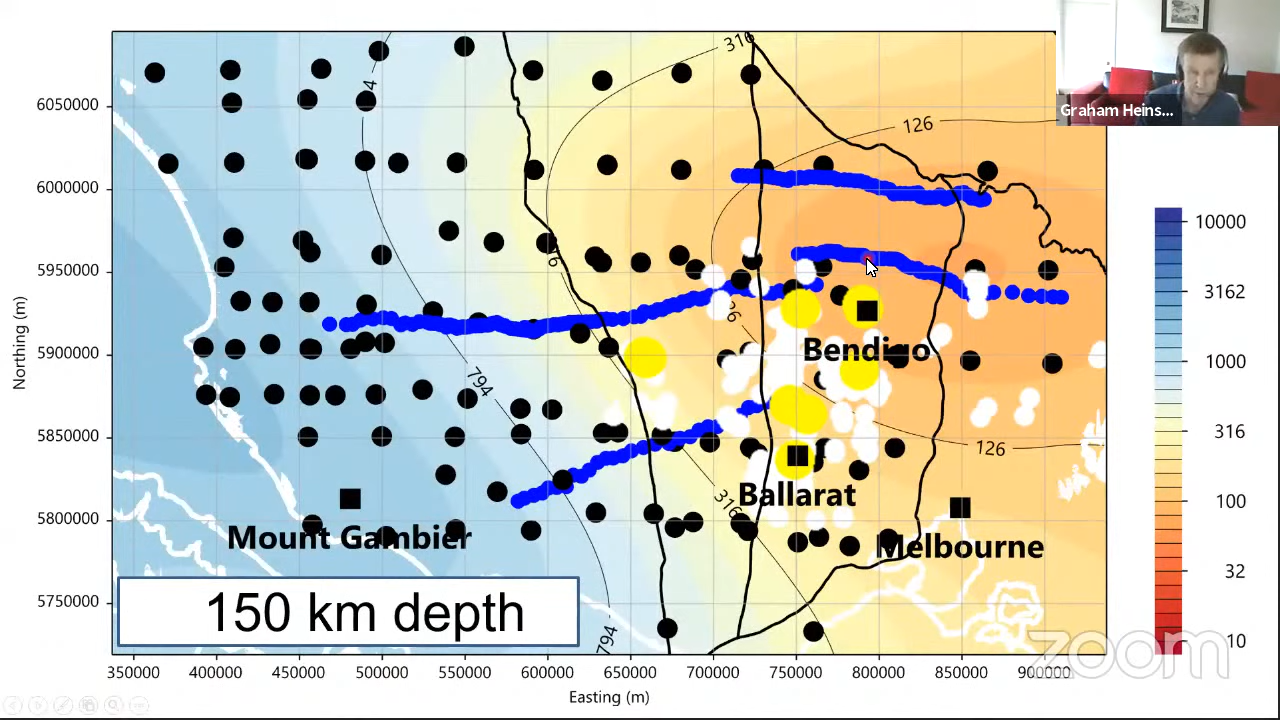 Graham Heins...
316
4
126
6050000
6000000
5950000
5900000
5850000
5800000
5750000
Northing (m)
794
126
316
794
Bendigo
Ballarat
Mount Gambier
Melbourne
150 km depth
350000 400000 450000 500000 550000 600000 650000 700000 750000 800000 850000 900000
Easting (m)
10000
3162
1000
316
100
32
10
zoom